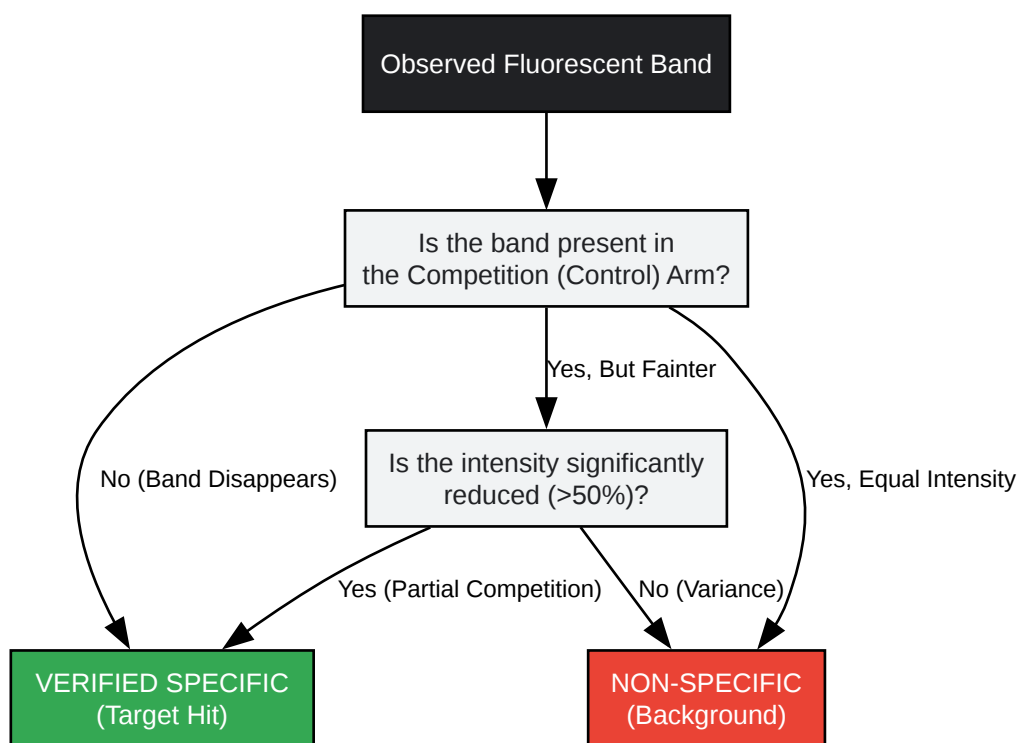 Observed Fluorescent Band
Is the band present in
the Competition (Control) Arm?
Yes, But Fainter
Is the intensity significantly
reduced (>50%)?
No (Band Disappears)
Yes, Equal Intensity
Yes (Partial Competition)
No (Variance)
VERIFIED SPECIFIC
(Target Hit)
NON-SPECIFIC
(Background)